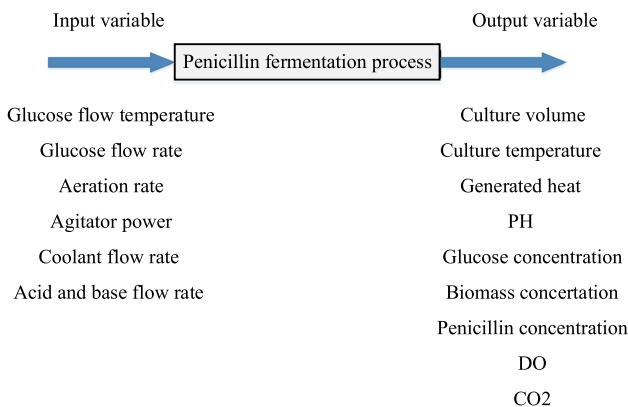 Input variable
Output variable
Penicillin fermentation process
Glucose flow temperature
Glucose flow rate
Aeration rate
Agitator power
Coolant flow rate
Acid and base flow rate
Culture volume
Culture temperature
Generated heat
PH
Glucose concentration
Biomass concertation
Penicillin concentration
DO
CO2